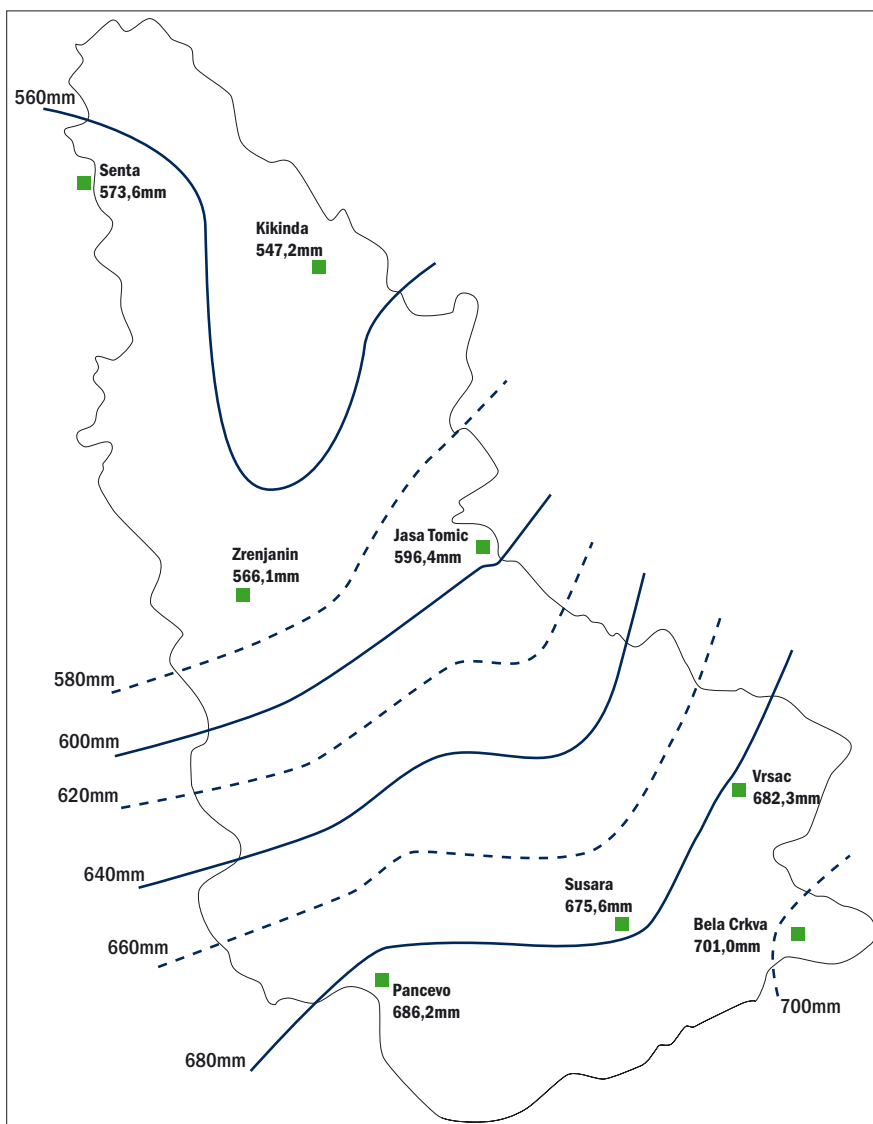 560mm
Senta
573,6mm
Kikinda
547,2mm
Jasa Tomic
596,4mm
Zrenjanin
566,1mm
580mm
600mm
620mm
640mm
660mm
680mm
Vrsac
682,3mm
Susara
675,6mm
Bela Crkva
701,0mm
Pancevo
686,2mm
700mm